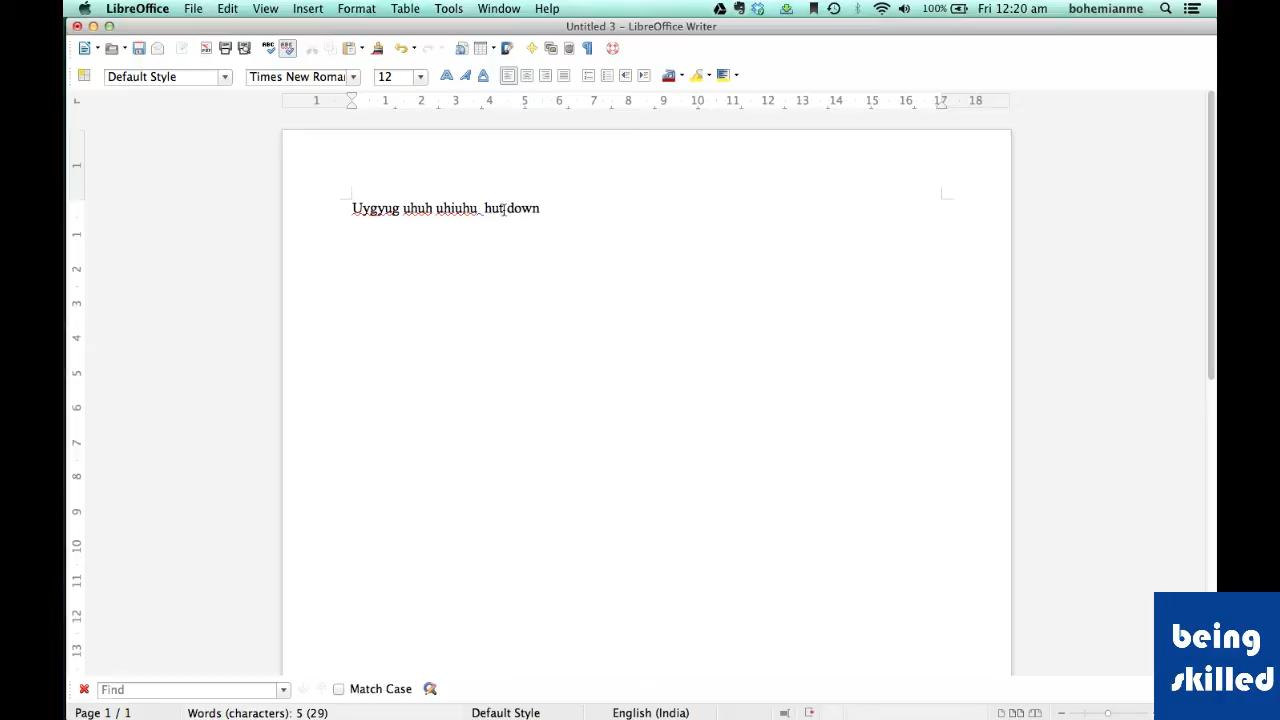 LibreOffice File Edit View Insert Format Table Tools Window Help 100% Fri 12:20 am bohemianme
Untitled 3 – LibreOffice Writer
Default Style Times New Roma 12
1 1 2 3 4 5 6 7 8 9 10 11 12 13 14 15 16 17 18
1
Uygyug uhuh uhiuhu hut down
1
2
3
4
5
6
7
8
9
10
11
12
13
Find Match Case
Page 1 / 1 Words (characters): 5 (29) Default Style English (India)
being
skilled